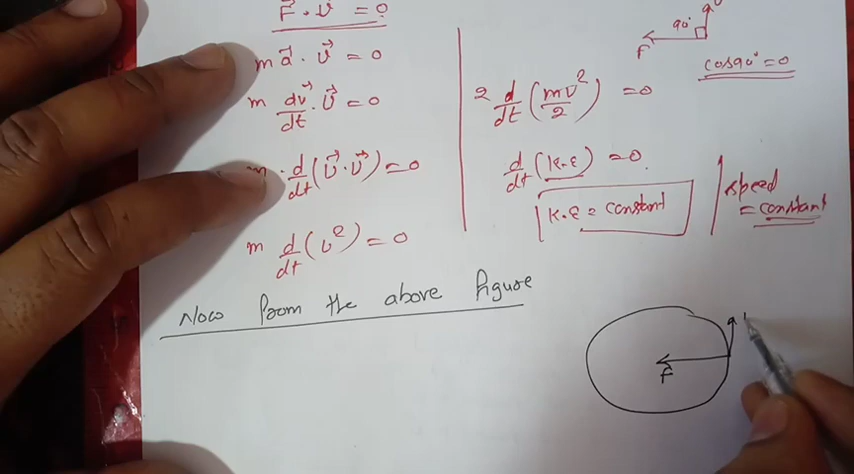 F⃗ · v⃗ = 0
m a⃗ · v⃗ = 0
m dv⃗/dt · v⃗ = 0
m · d/dt (v⃗ · v⃗) = 0
m d/dt (v²) = 0
2 d/dt (mv²/2) = 0
d/dt (K.E) = 0.
K.E = constant
speed
= constant
90°
F
cos90° = 0
Now from the above figure
F